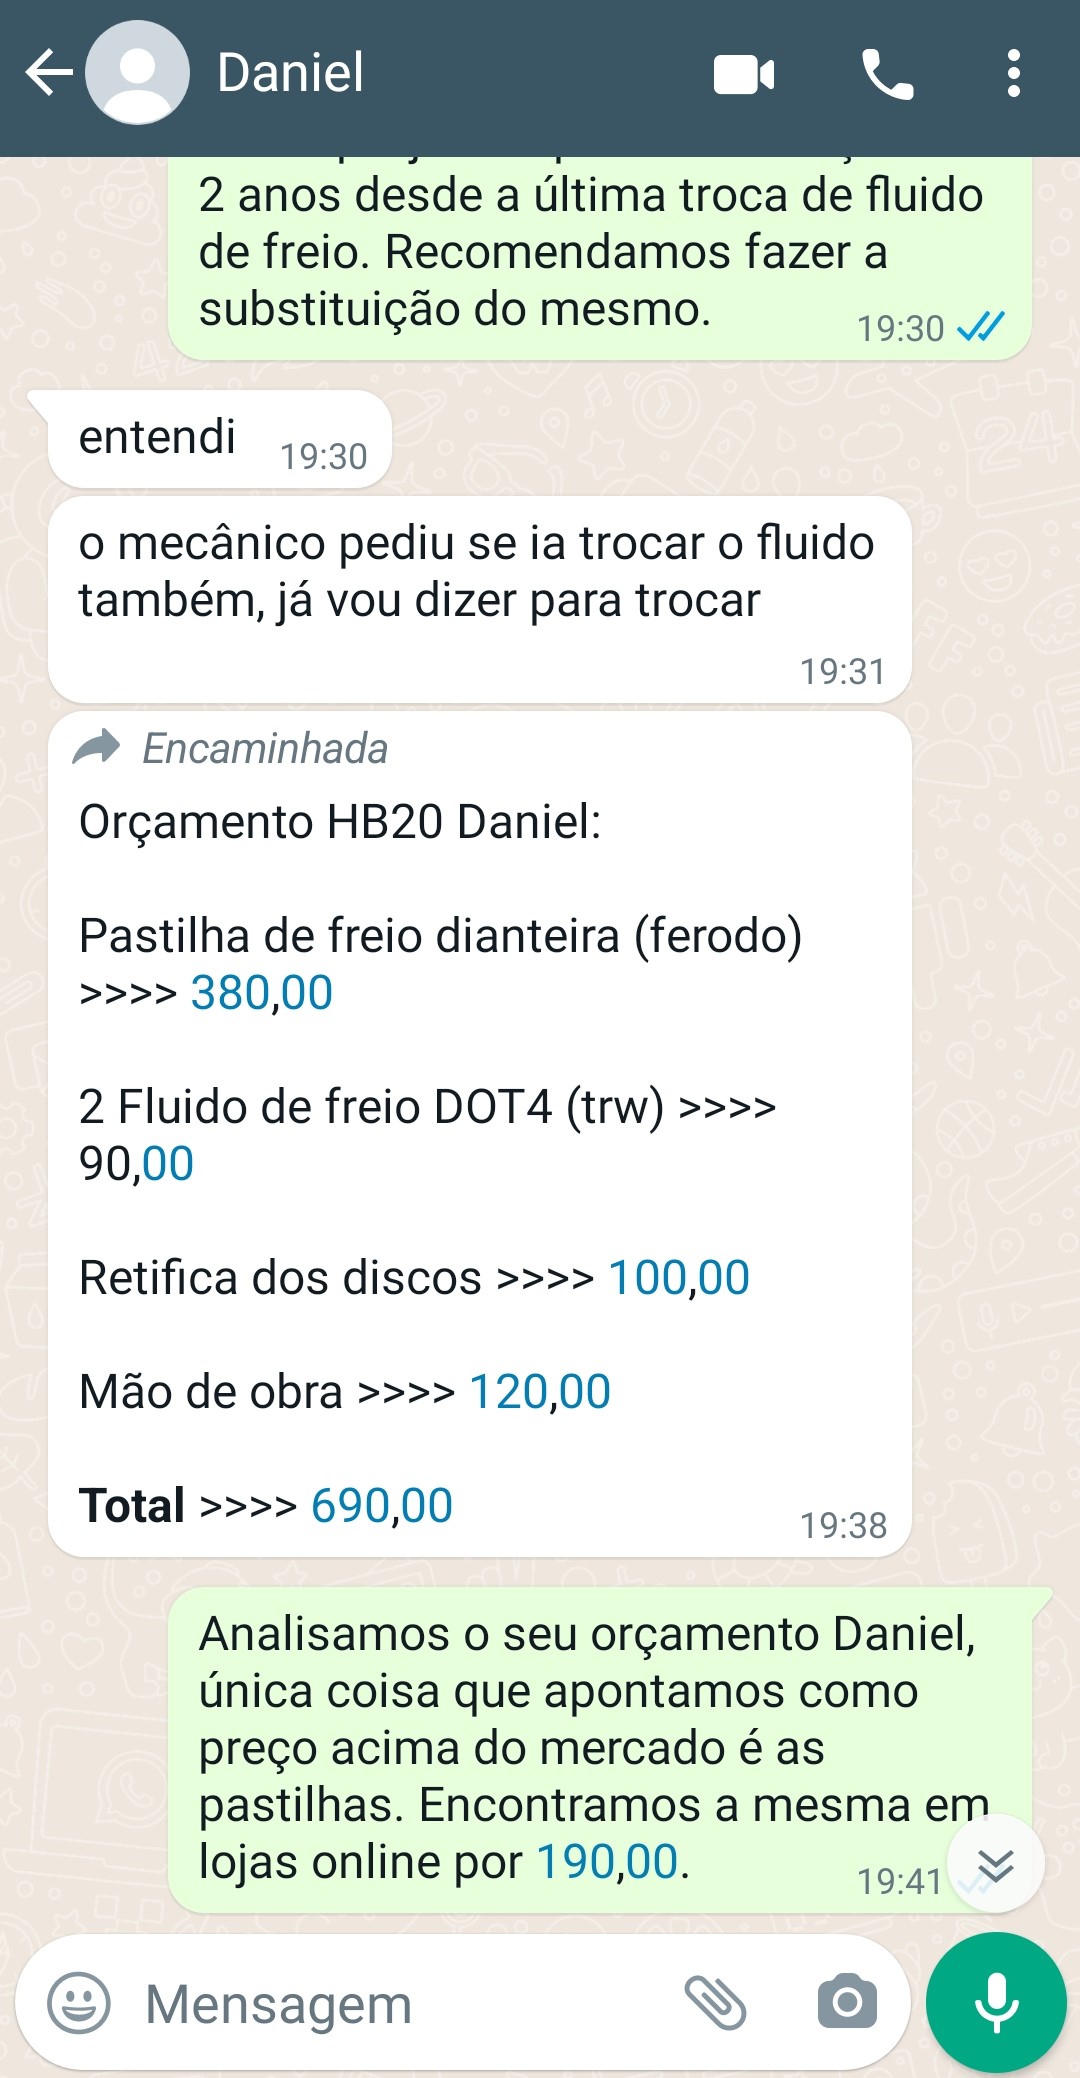 Daniel
2 anos desde a última troca de fluido
de freio. Recomendamos fazer a
substituição do mesmo.
19:30
entendi
19:30
o mecânico pediu se ia trocar o fluido
também, já vou dizer para trocar
19:31
Encaminhada
Orçamento HB20 Daniel:
Pastilha de freio dianteira (ferodo)
>>>> 380,00
2 Fluido de freio DOT4 (trw) >>>>
90,00
Retifica dos discos >>>> 100,00
Mão de obra >>>> 120,00
Total >>>> 690,00
19:38
Analisamos o seu orçamento Daniel,
única coisa que apontamos como
preço acima do mercado é as
pastilhas. Encontramos a mesma em
lojas online por 190,00.
19:41
Mensagem